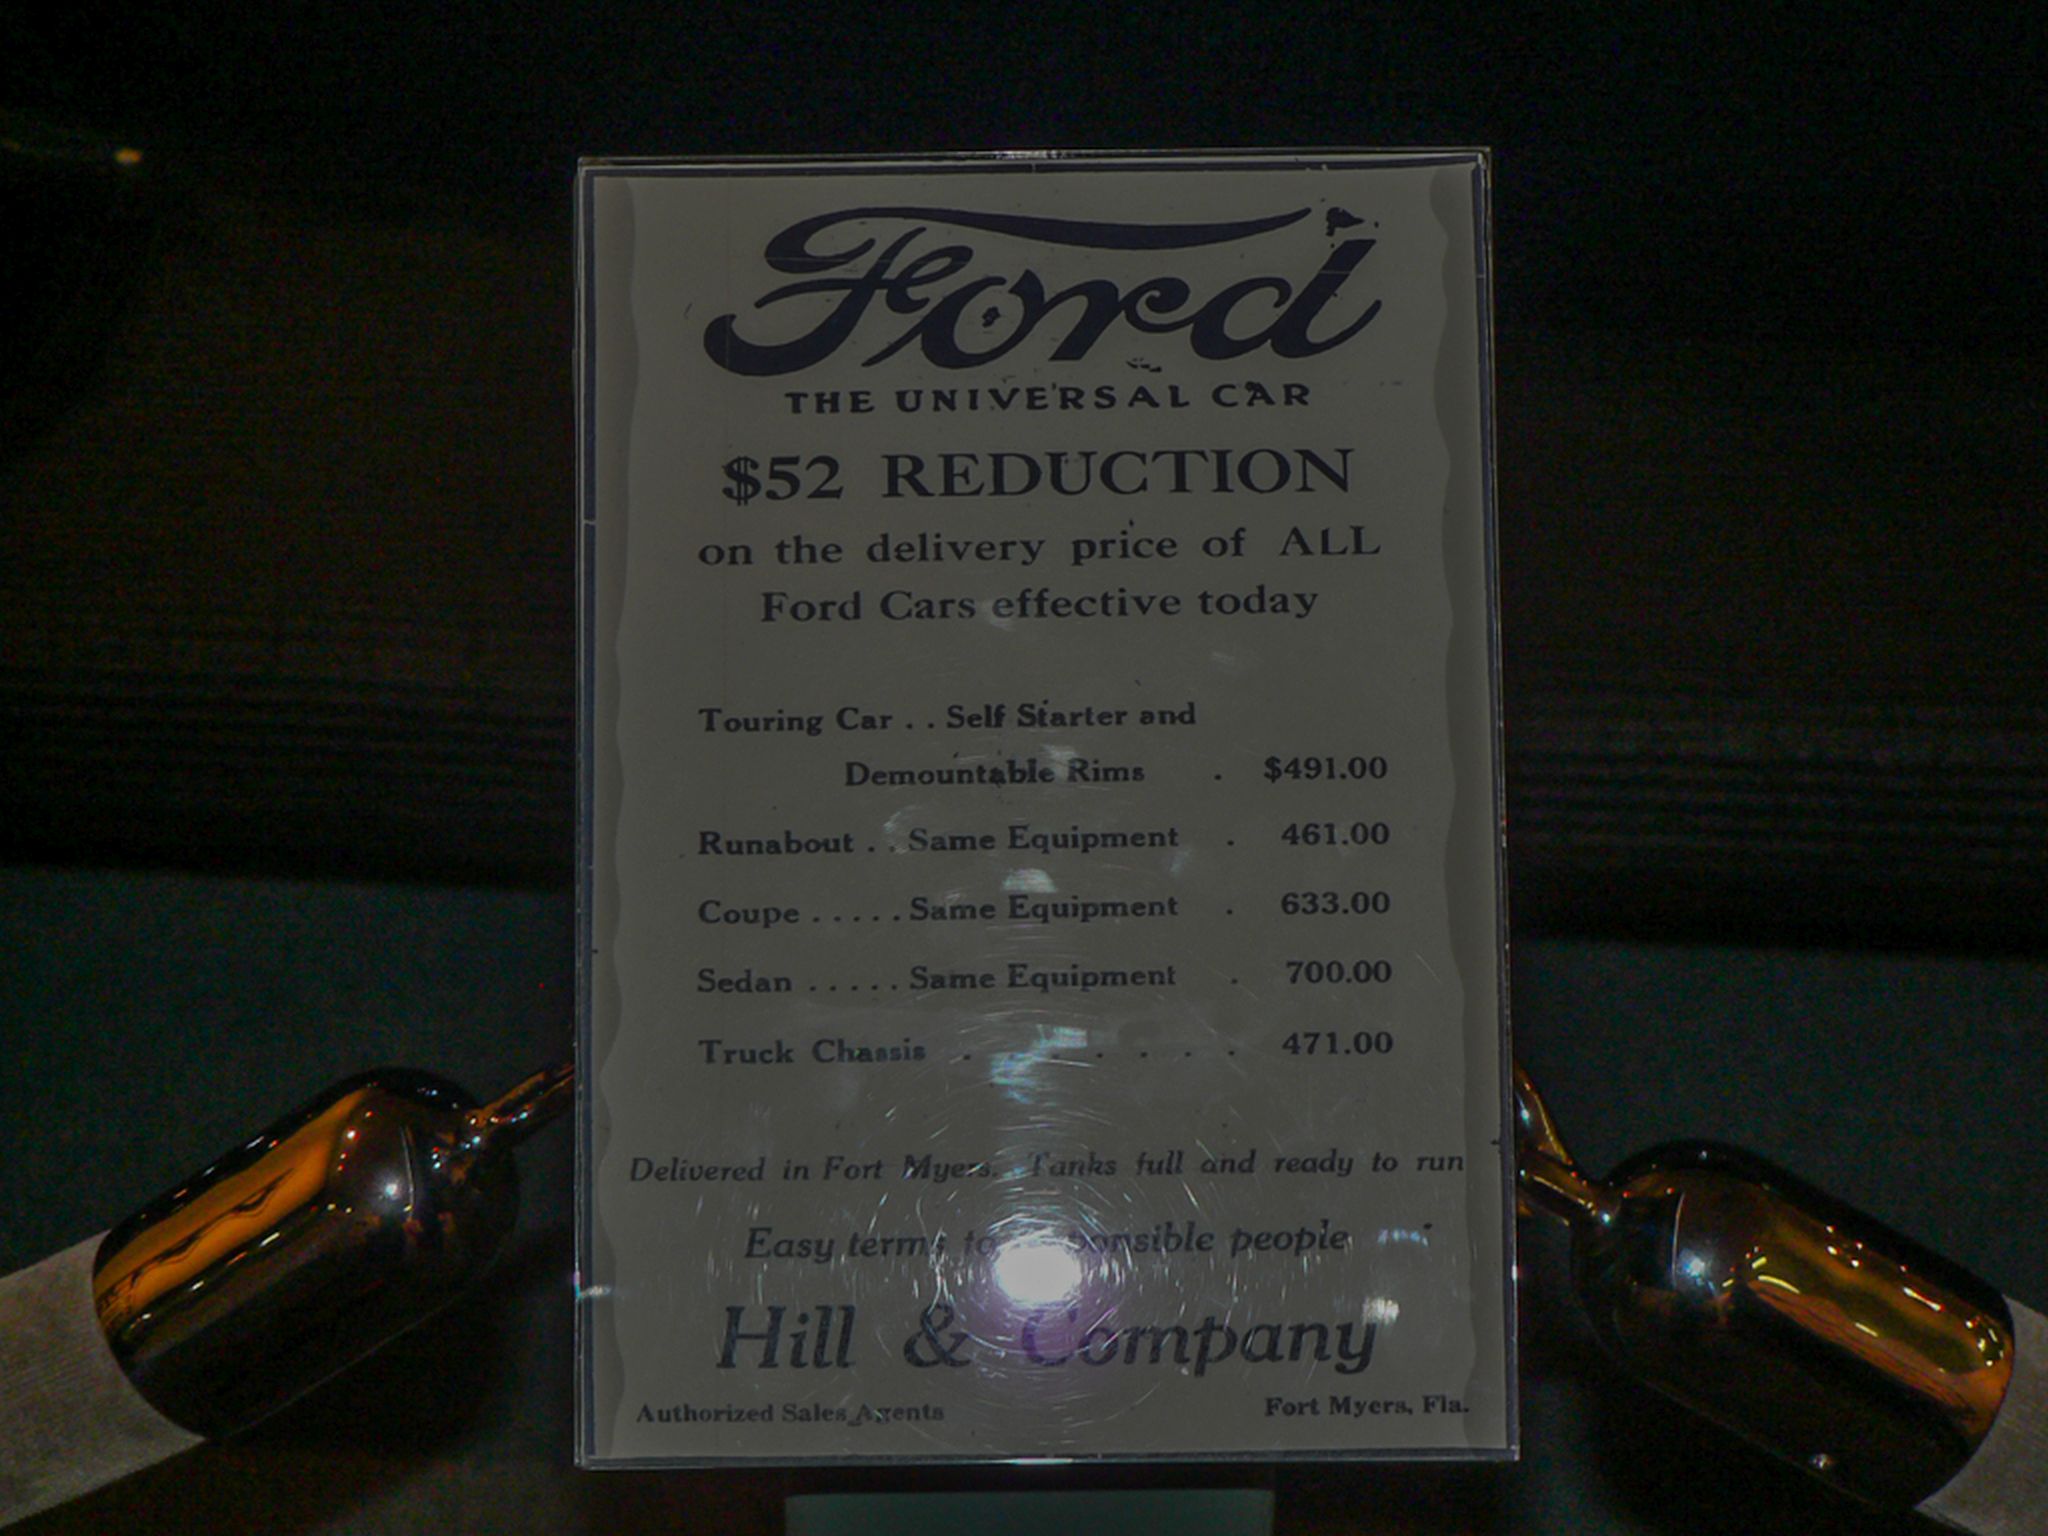 Ford
THE UNIVERSAL CAR
$52 REDUCTION
on the delivery price of ALL
Ford Cars effective today
Touring Car . . Self Starter and
Demountable Rims . $491.00
Runabout . . Same Equipment . 461.00
Coupe . . . . . Same Equipment . 633.00
Sedan . . . . . Same Equipment . 700.00
Truck Chassis . . . . . . . 471.00
Delivered in Fort Myers. Tanks full and ready to run
Easy terms to responsible people
Hill & Company
Authorized Sales Agents Fort Myers, Fla.